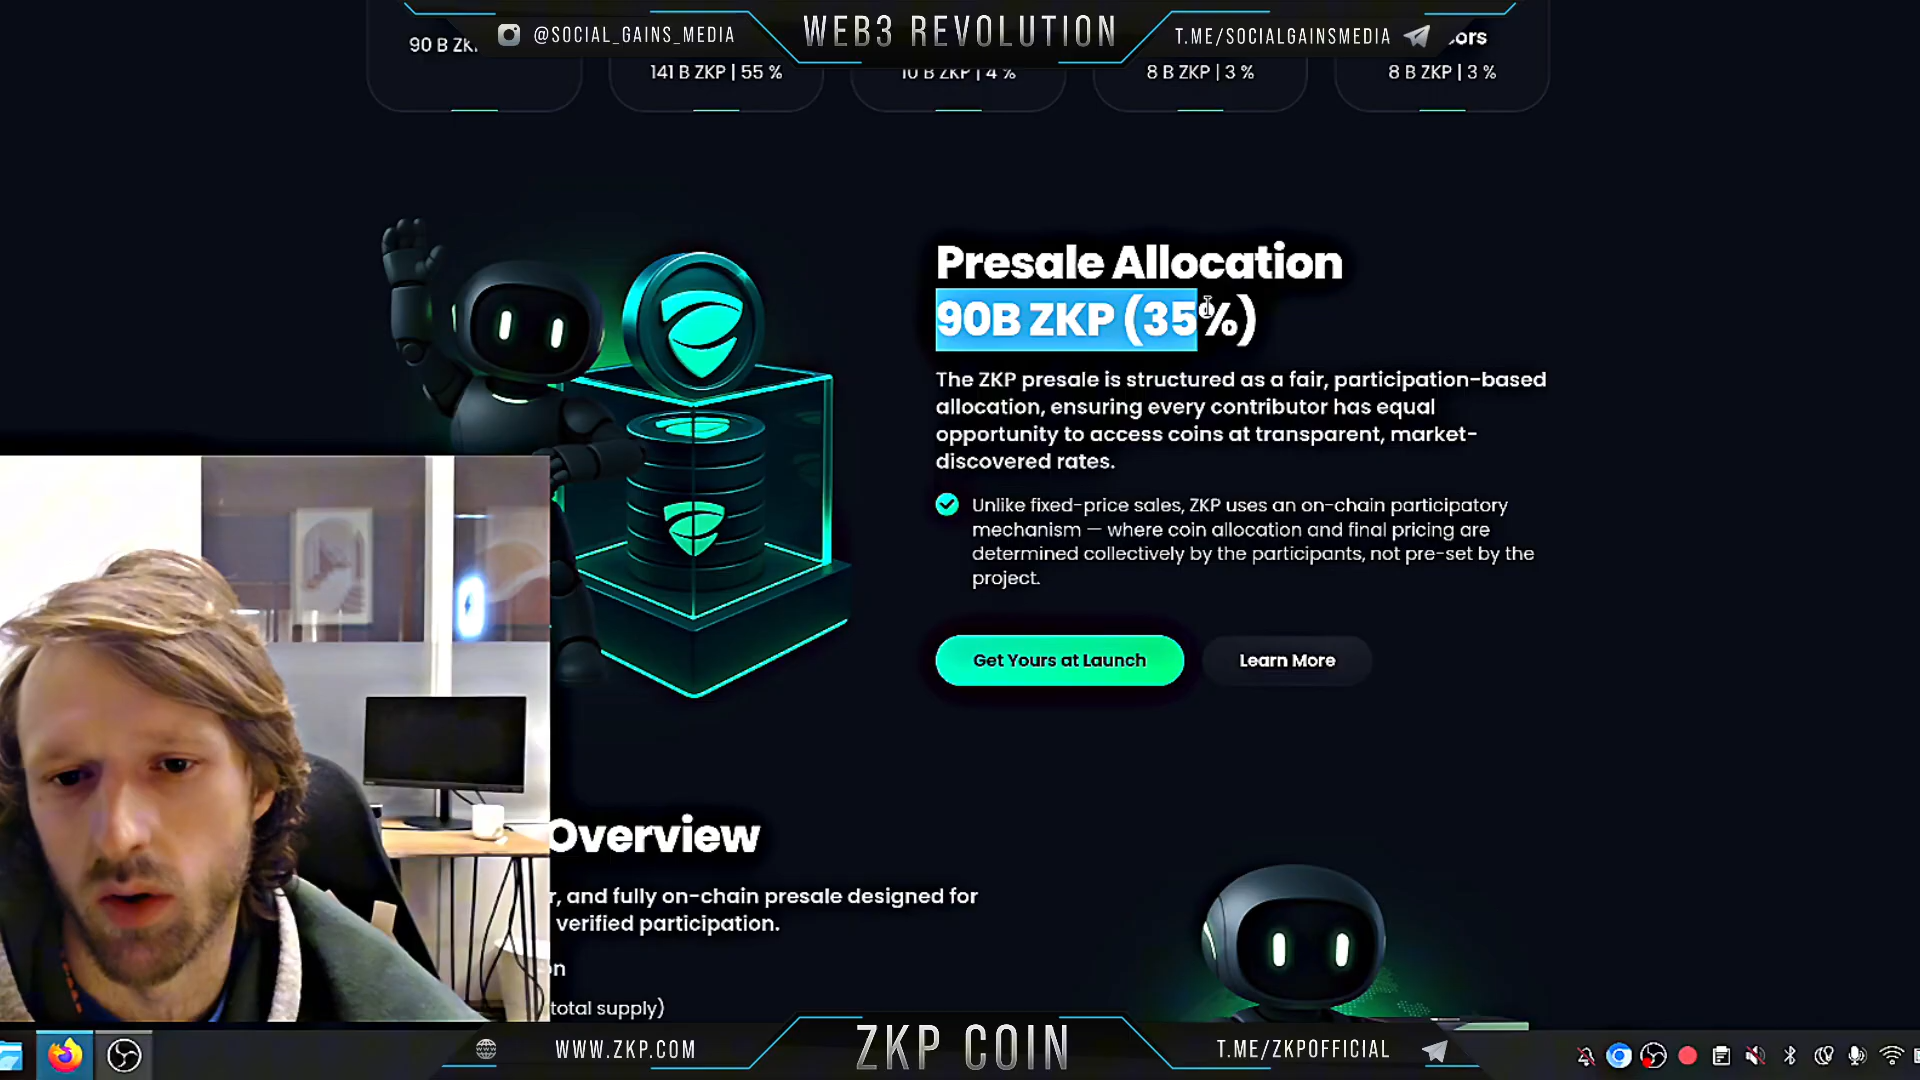 @SOCIAL_GAINS_MEDIA
WEB3 REVOLUTION
T.ME/SOCIALGAINSMEDIA
90 B
141 B ZKP | 55 %
10 B ZKP | 4 %
8 B ZKP | 3 %
8 B ZKP | 3 %
Presale Allocation
90B ZKP (35%)
The ZKP presale is structured as a fair, participation-based
allocation, ensuring every contributor has equal
opportunity to access coins at transparent, market-
discovered rates.
Unlike fixed-price sales, ZKP uses an on-chain participatory
mechanism — where coin allocation and final pricing are
determined collectively by the participants, not pre-set by the
project.
Get Yours at Launch
Learn More
Overview
, and fully on-chain presale designed for
verified participation.
total supply)
WWW.ZKP.COM
ZKP COIN
T.ME/ZKPOFFICIAL